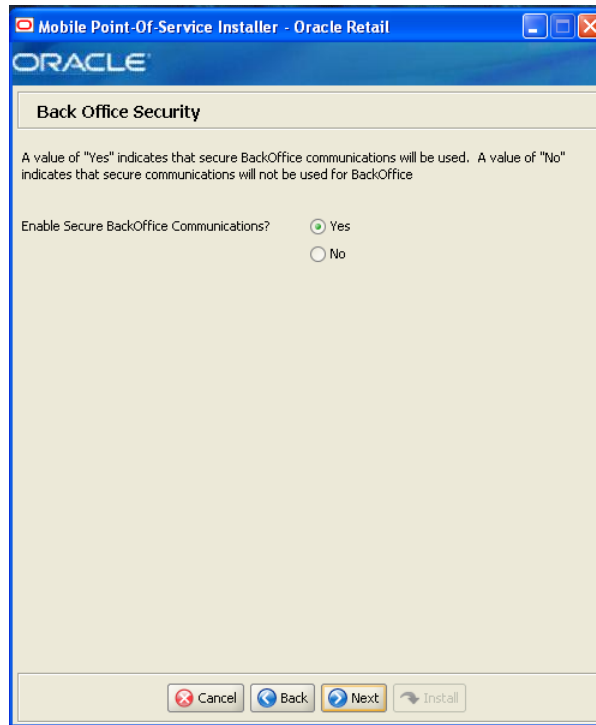 Mobile Point-Of-Service Installer - Oracle Retail
ORACLE
Back Office Security
A value of "Yes" indicates that secure BackOffice communications will be used.  A value of "No"
indicates that secure communications will not be used for BackOffice
Enable Secure BackOffice Communications? Yes
No
Cancel Back Next Install